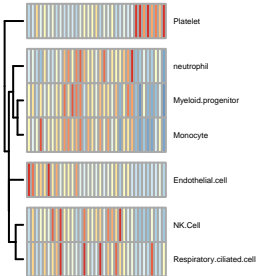 Platelet
neutrophil
Myeloid.progenitor
Monocyte
Endothelial.cell
NK.Cell
Respiratory.ciliated.cell